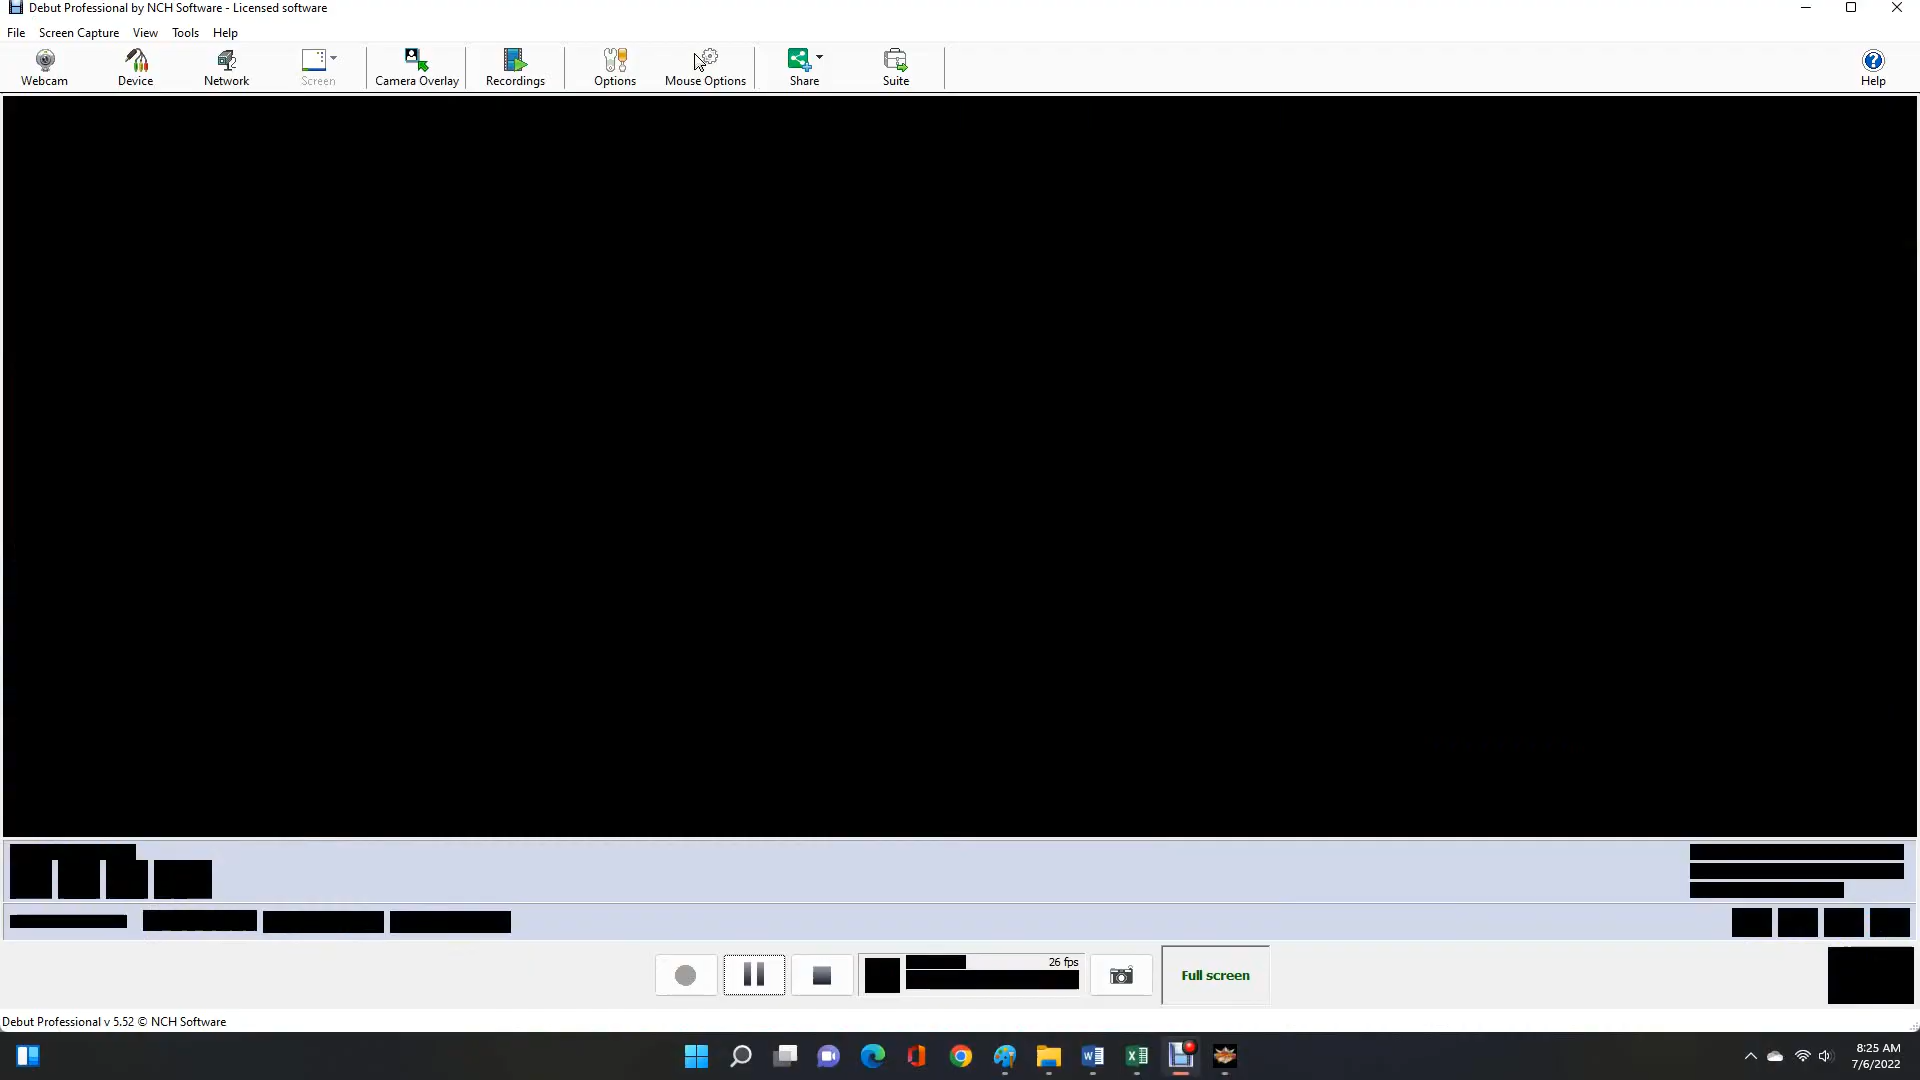 Debut Professional by NCH Software - Licensed software
File Screen Capture View Tools Help
Webcam Device Network Screen Camera Overlay Recordings Options Mouse Options Share Suite Help
26 fps
Full screen
Debut Professional v 5.52 © NCH Software
8:25 AM
7/6/2022